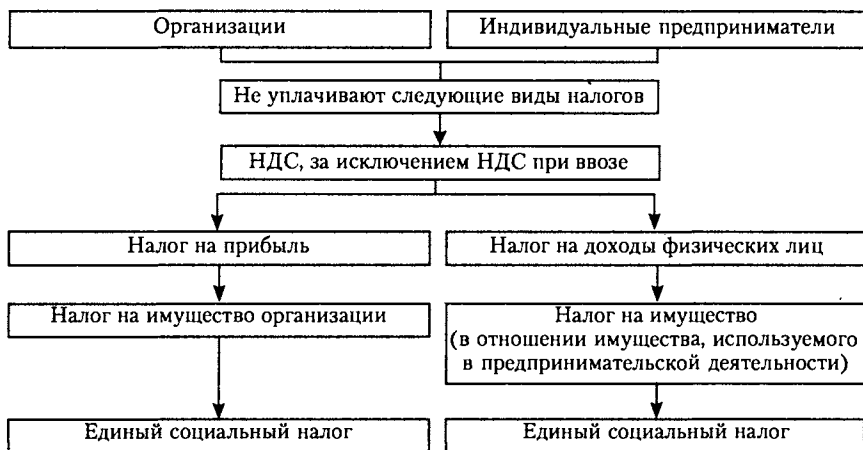 Организации
Индивидуальные предприниматели
Не уплачивают следующие виды налогов
НДС, за исключением НДС при ввозе
Налог на прибыль
Налог на доходы физических лиц
Налог на имущество организации
Налог на имущество
(в отношении имущества, используемого
в предпринимательской деятельности)
Единый социальный налог
Единый социальный налог